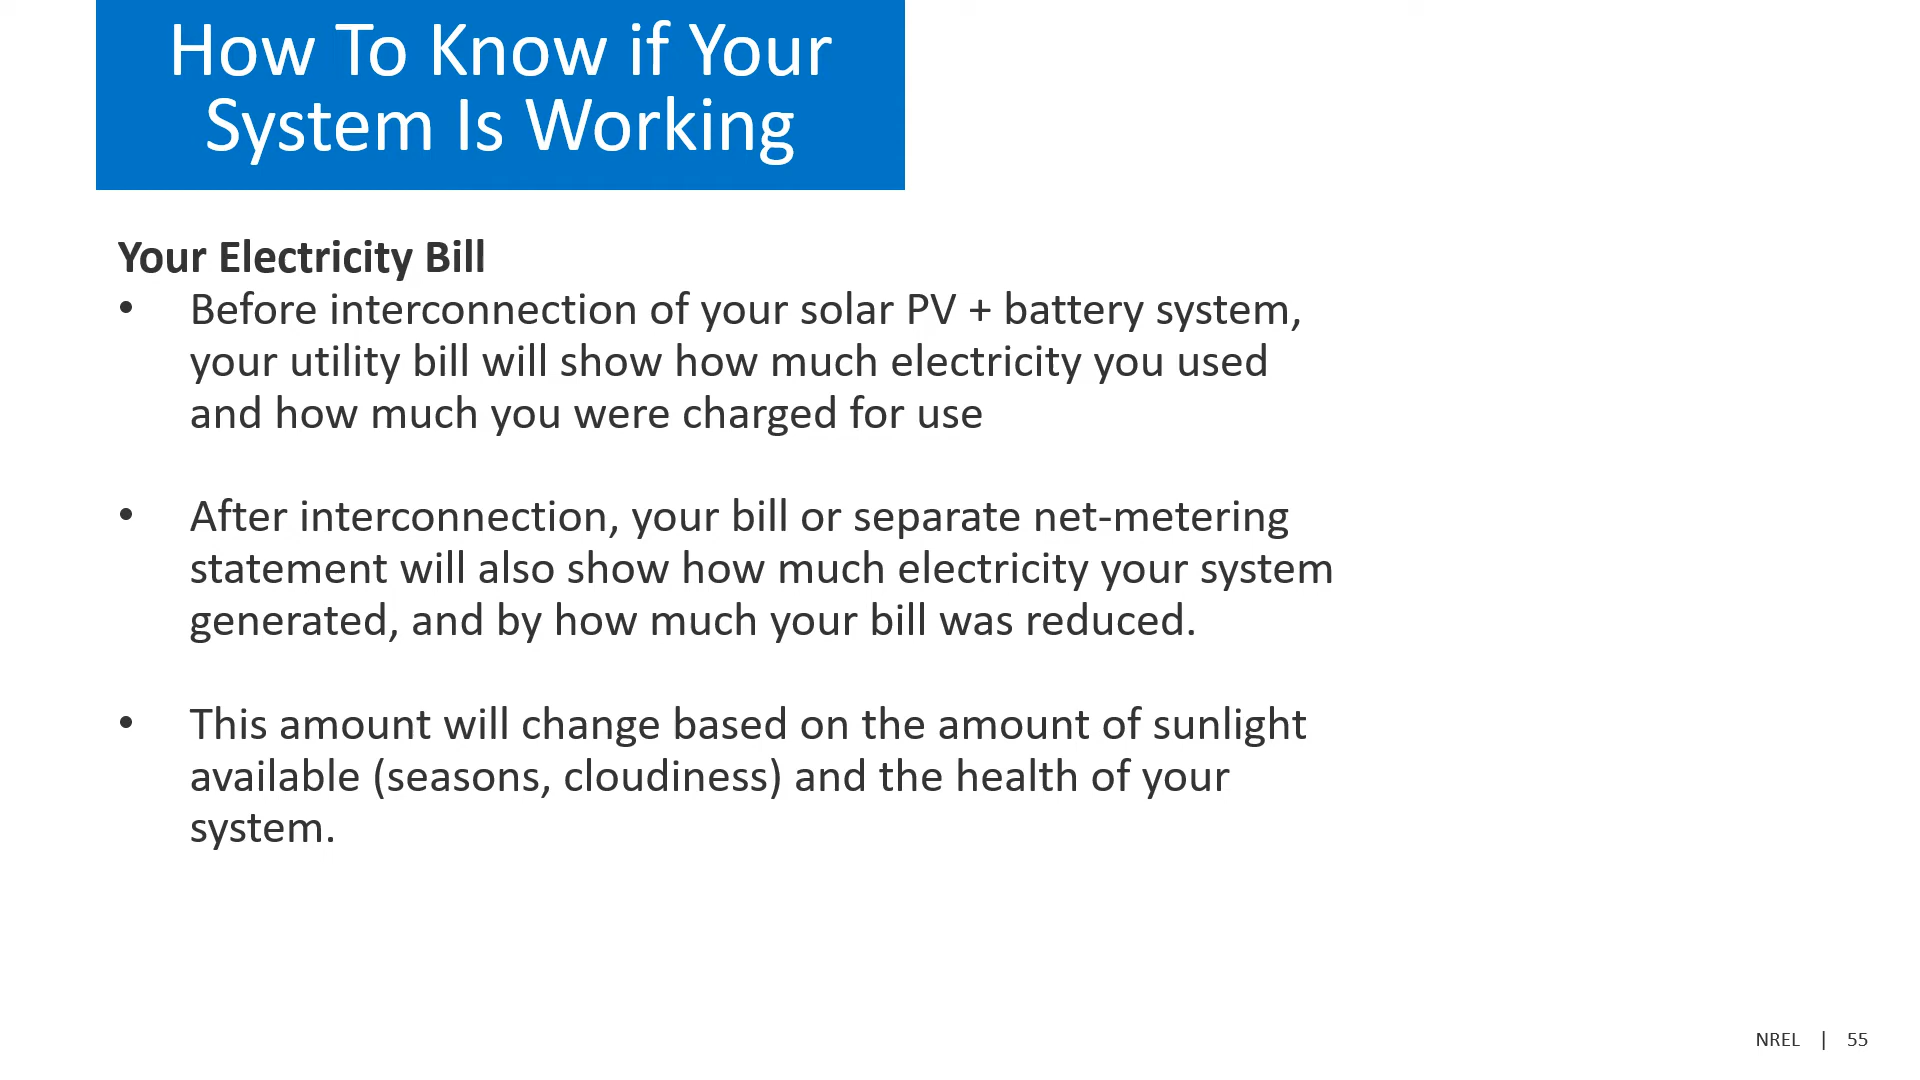 How To Know if Your
System Is Working
Your Electricity Bill
• Before interconnection of your solar PV + battery system,
your utility bill will show how much electricity you used
and how much you were charged for use
• After interconnection, your bill or separate net-metering
statement will also show how much electricity your system
generated, and by how much your bill was reduced.
• This amount will change based on the amount of sunlight
available (seasons, cloudiness) and the health of your
system.
NREL | 55